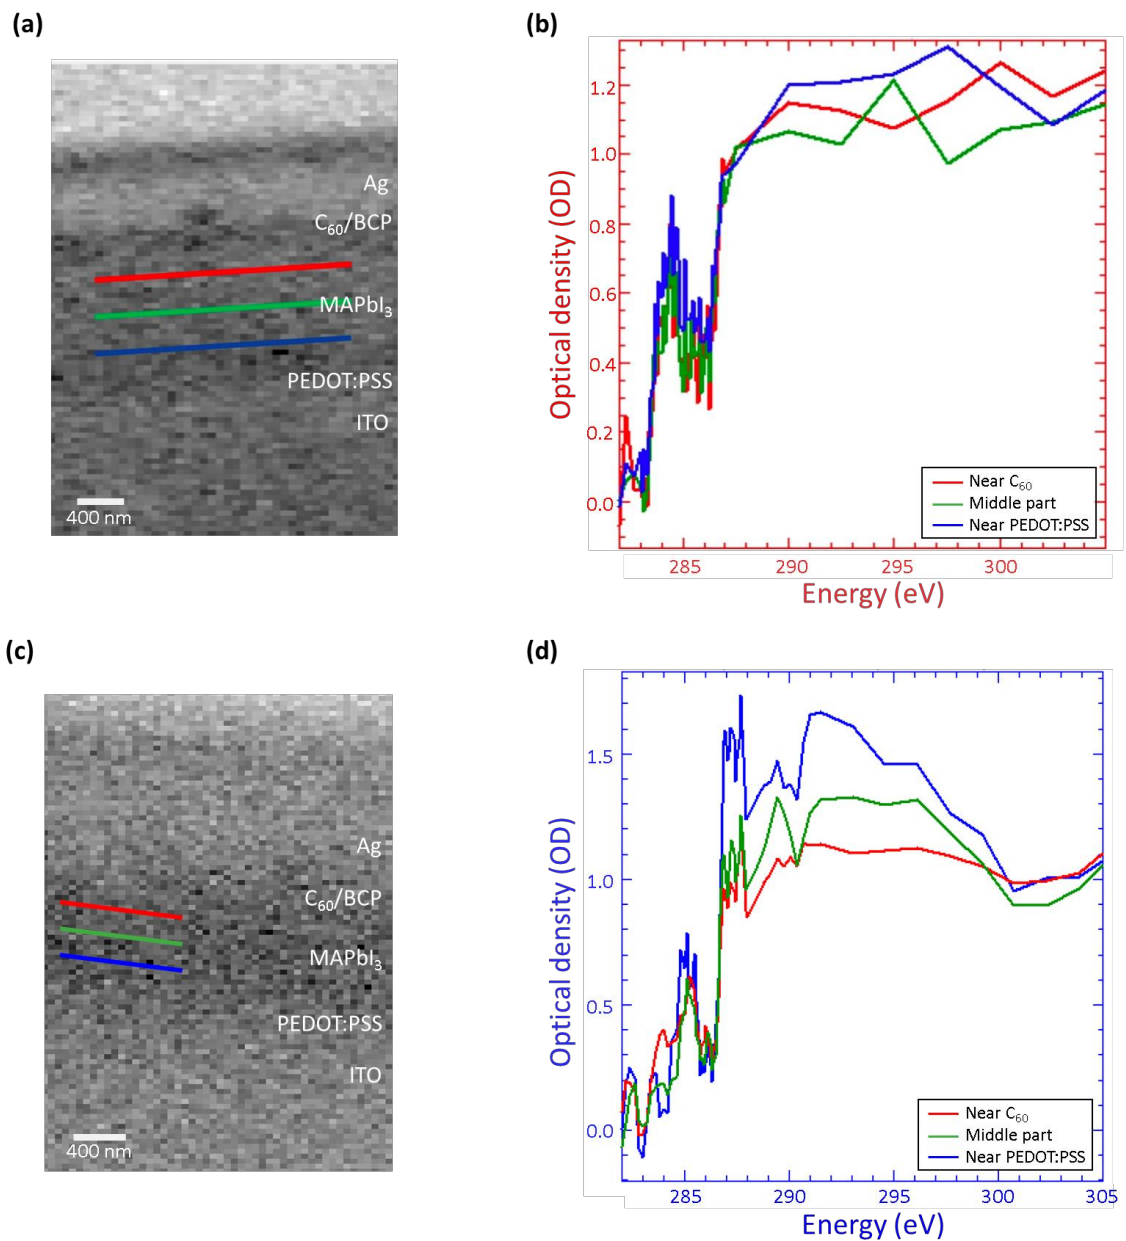 (a)
Ag
C60/BCP
MAPbI3
PEDOT:PSS
ITO
400 nm
(b)
Optical density (OD)
1.2
1.0
0.8
0.6
0.4
0.2
0.0
Near C60
Middle part
Near PEDOT:PSS
285 290 295 300
Energy (eV)
(c)
Ag
C60/BCP
MAPbI3
PEDOT:PSS
ITO
400 nm
(d)
Optical density (OD)
1.5
1.0
0.5
0.0
Near C60
Middle part
Near PEDOT:PSS
285 290 295 300 305
Energy (eV)